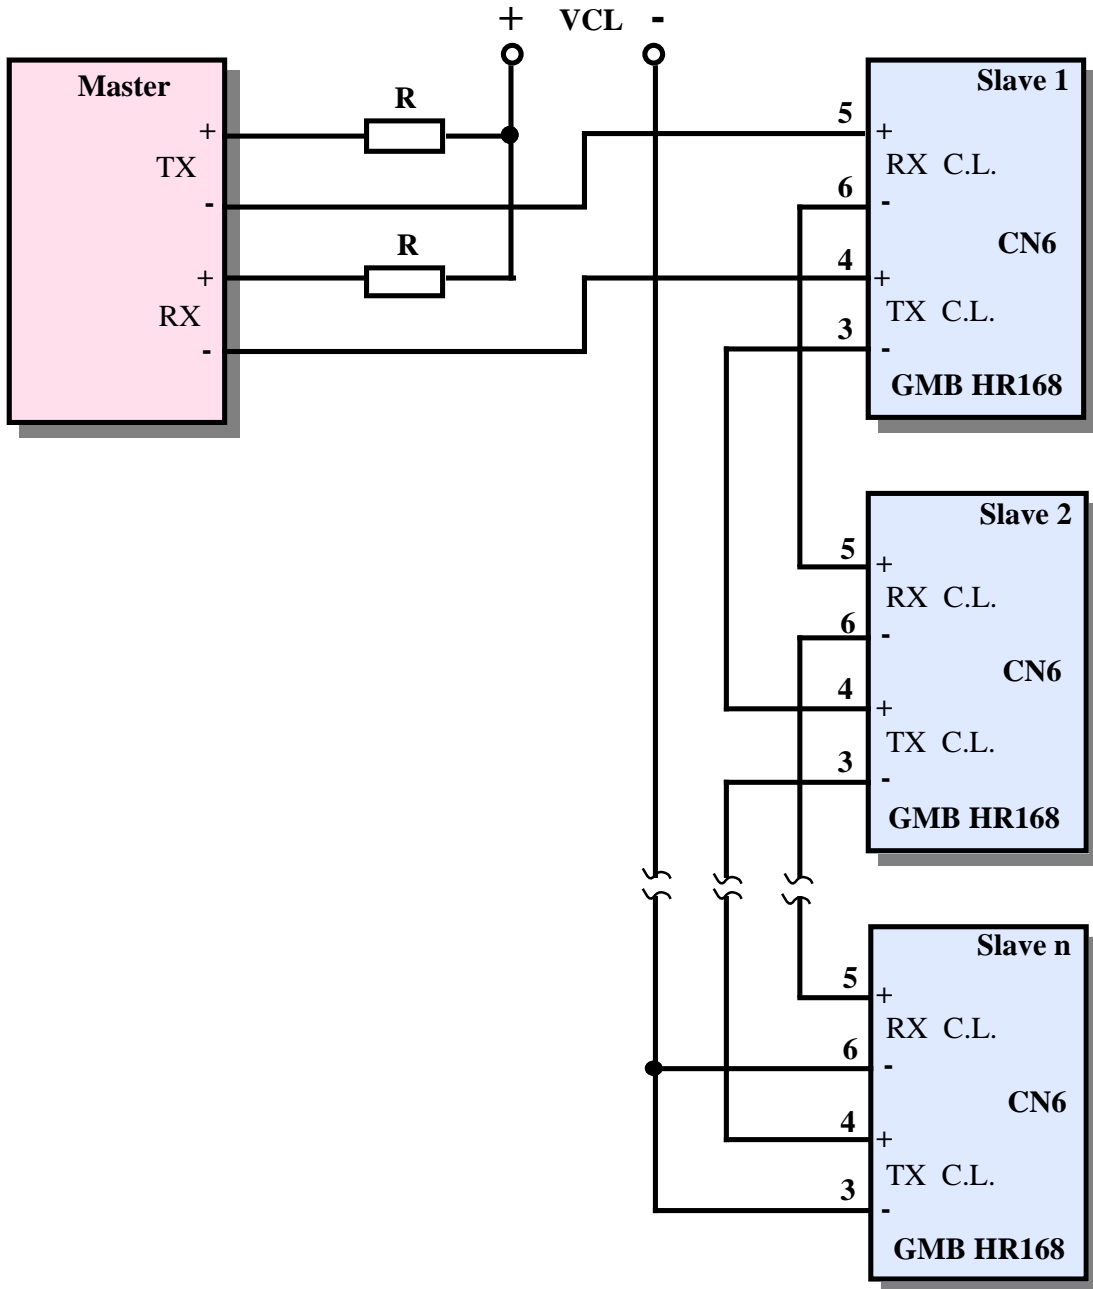 + VCL -
Master
R
+
TX
-
R
+
RX
-
Slave 1
5
+
RX C.L.
6
-
CN6
4
+
TX C.L.
3
-
GMB HR168
Slave 2
5
+
RX C.L.
6
-
CN6
4
+
TX C.L.
3
-
GMB HR168
Slave n
5
+
RX C.L.
6
-
CN6
4
+
TX C.L.
3
-
GMB HR168